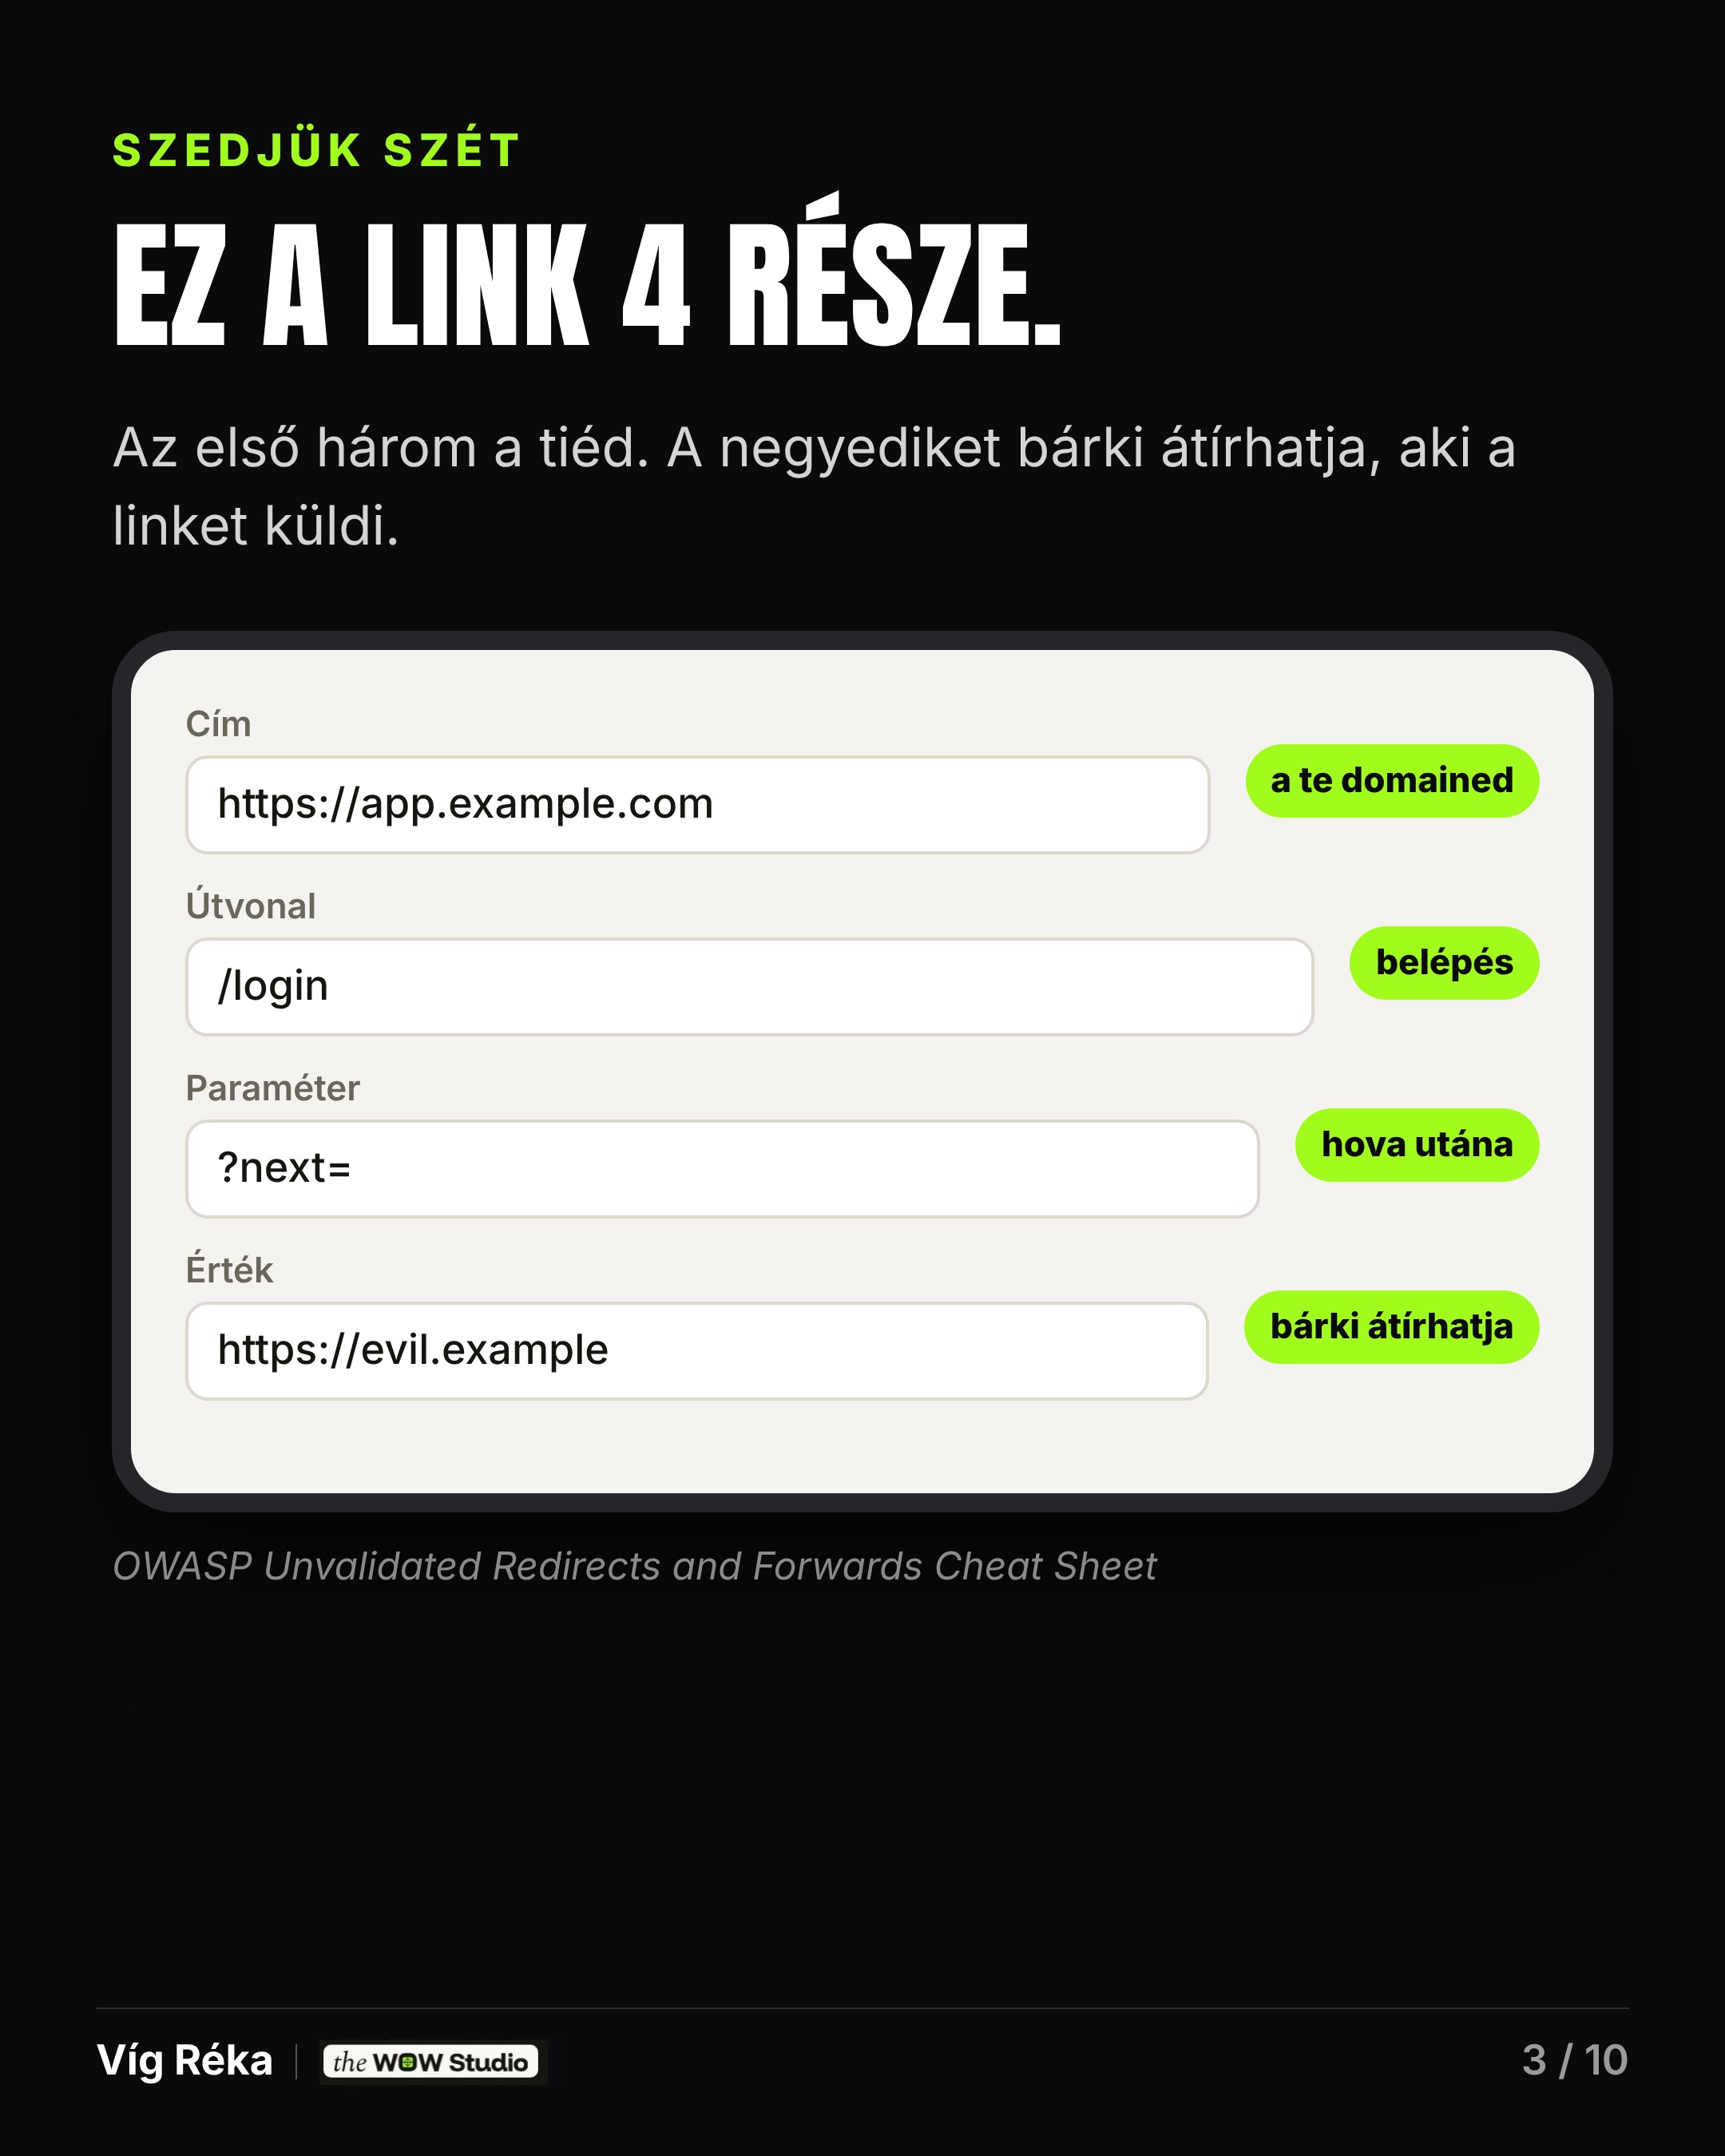 SZEDJÜK SZÉT
EZ A LINK 4 RÉSZE.
Az első három a tiéd. A negyediket bárki átírhatja, aki a
linket küldi.
Cím
https://app.example.com
a te domained
Útvonal
/login
belépés
Paraméter
?next=
hova utána
Érték
https://evil.example
bárki átírhatja
OWASP Unvalidated Redirects and Forwards Cheat Sheet
Víg Réka
the WOW Studio
3 / 10